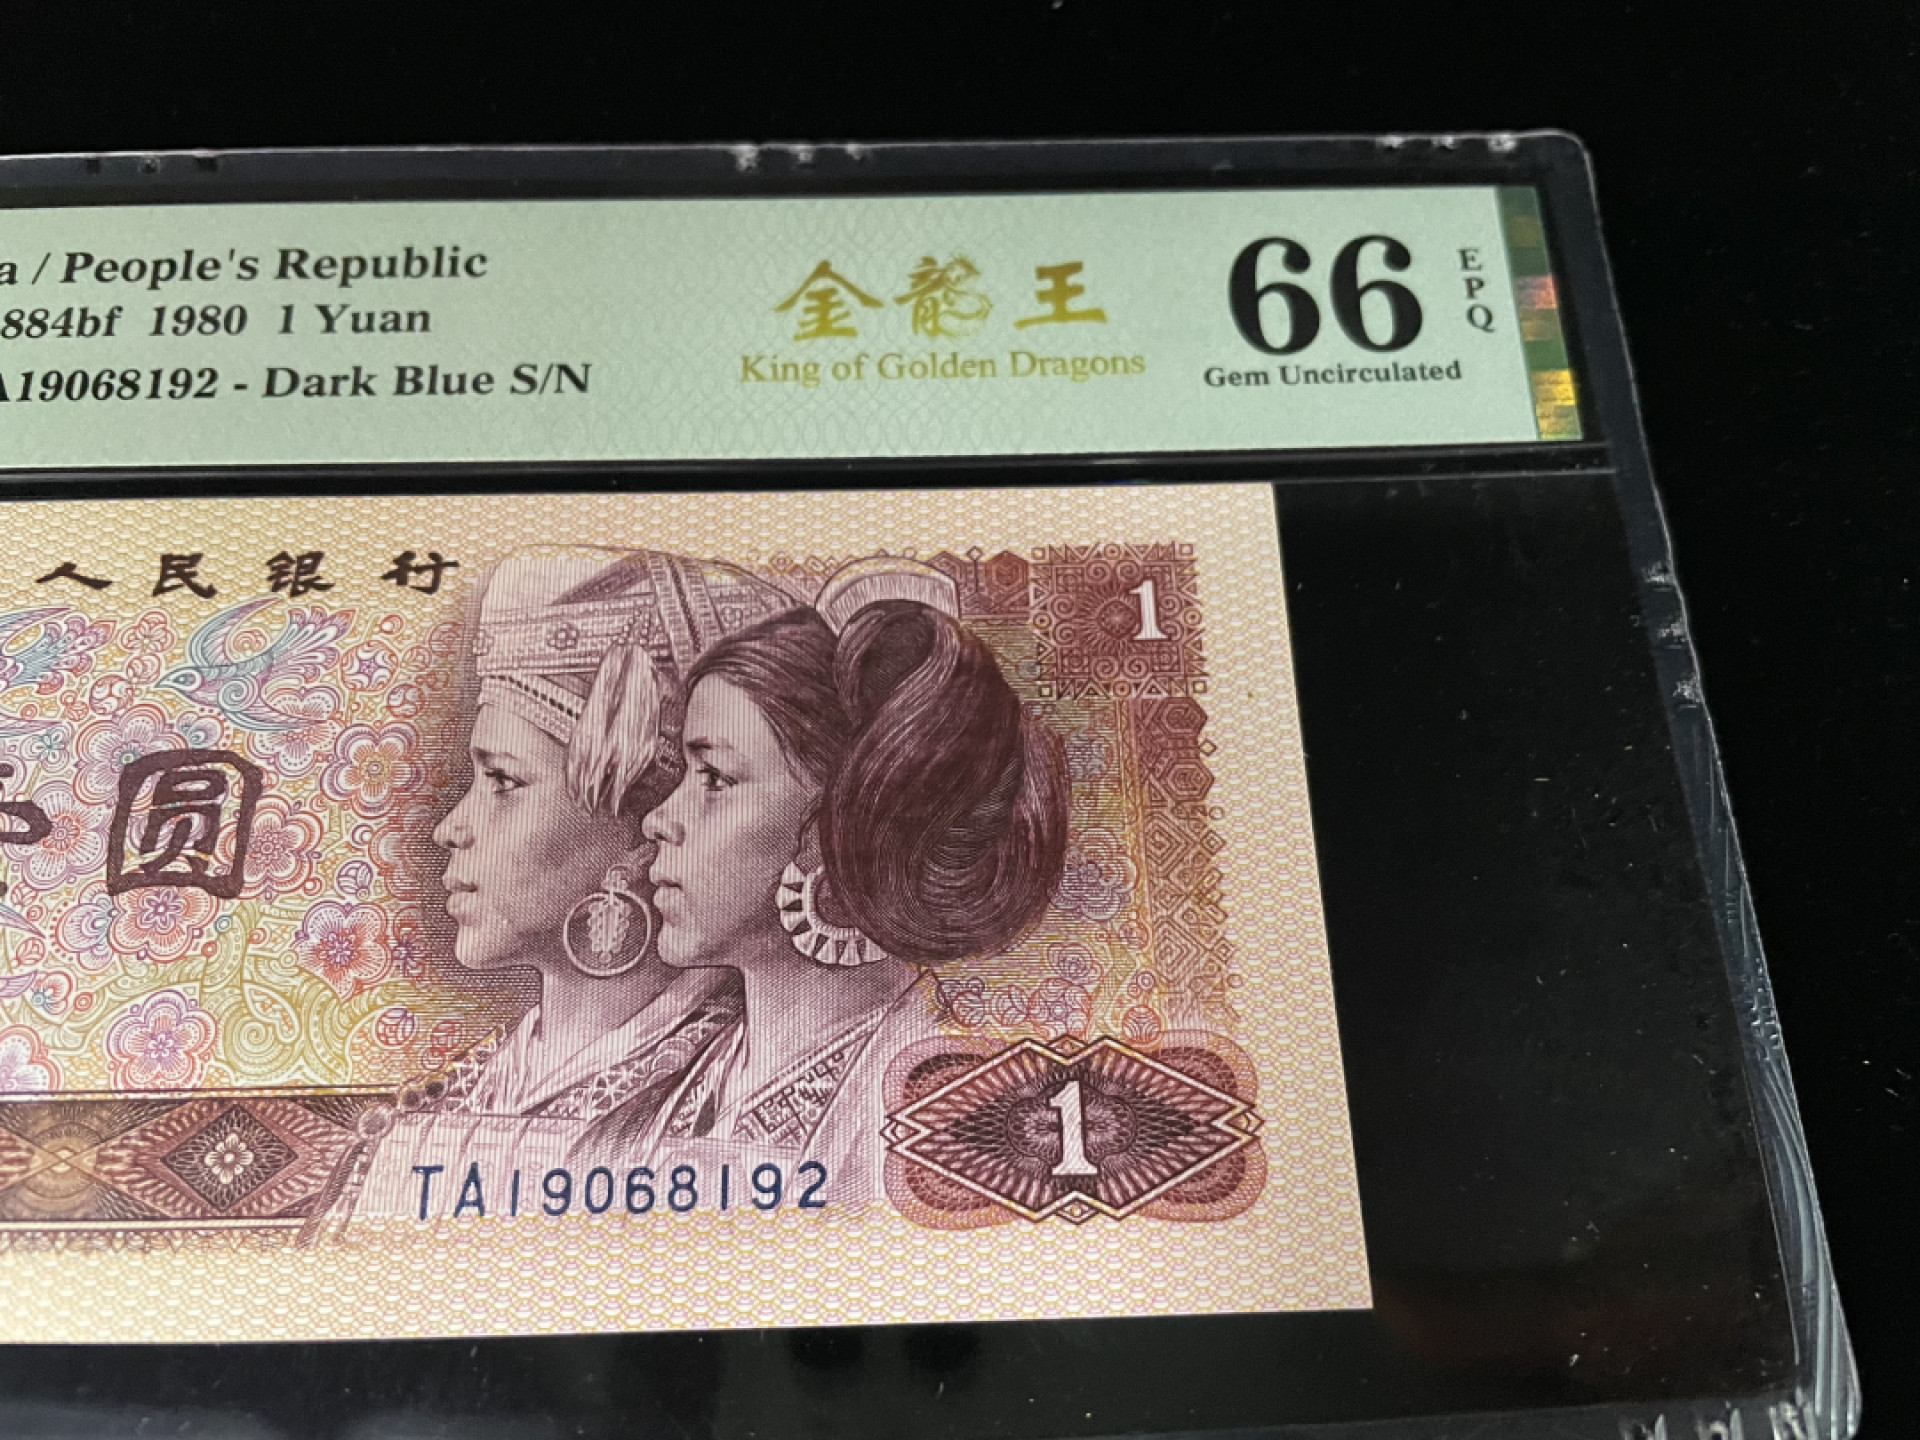 a / People's Republic
884bf 1980 1 Yuan
A19068192 - Dark Blue S/N
金龍王
King of Golden Dragons
66
EPQ
Gem Uncirculated
人民银行
1
圆
1
TA19068192